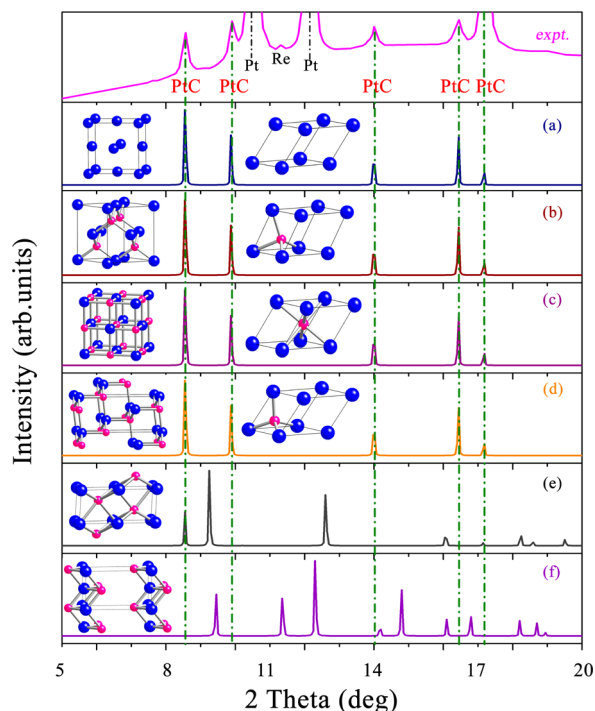 expt.
Pt
Re
Pt
PtC
PtC
PtC
PtC
PtC
(a)
(b)
(c)
(d)
(e)
(f)
Intensity (arb.units)
5
8
11
14
17
20
2 Theta (deg)